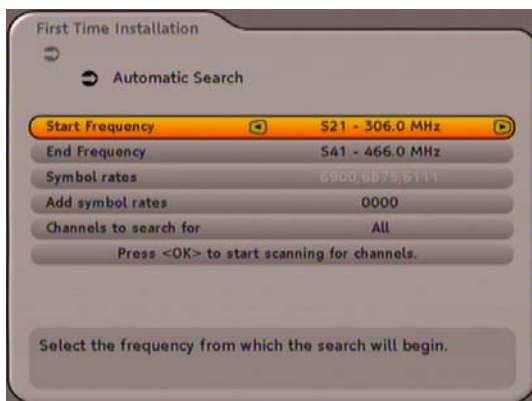 First Time Installation
Automatic Search
Start Frequency S21 - 306.0 MHz
End Frequency S41 - 466.0 MHz
Symbol rates 6900,6875,6111
Add symbol rates 0000
Channels to search for All
Press <OK> to start scanning for channels.
Select the frequency from which the search will begin.